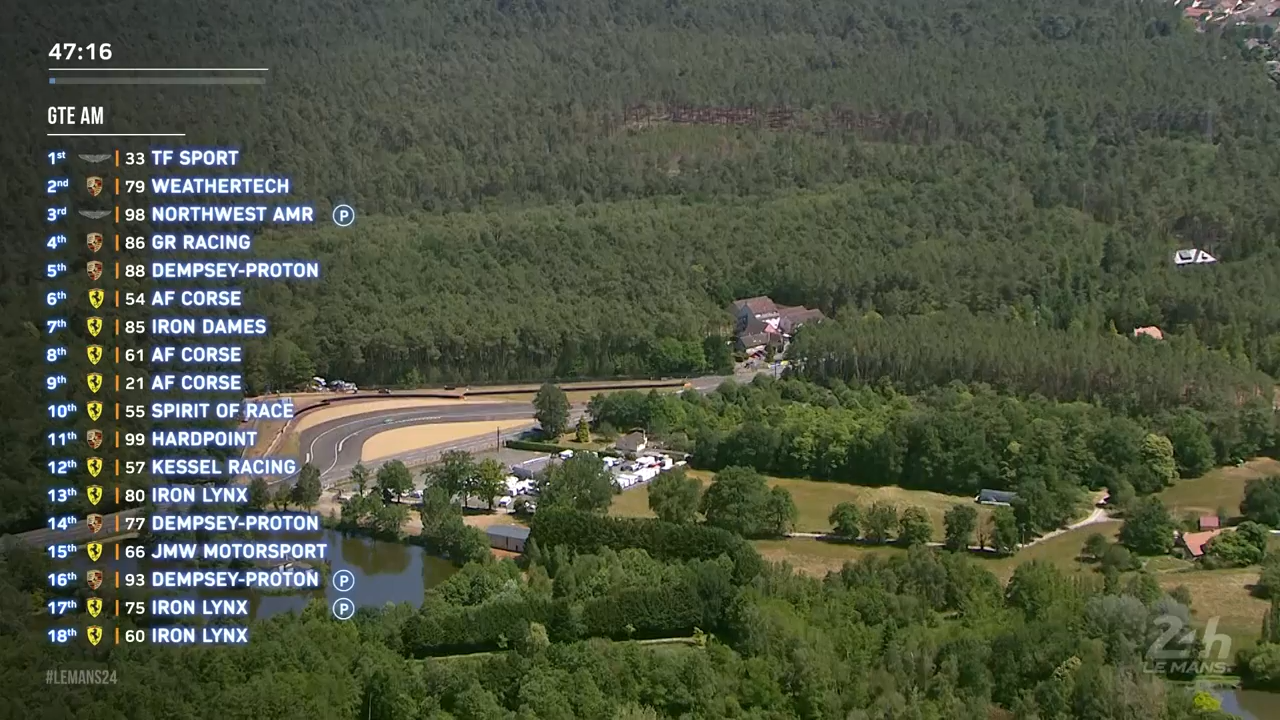 47:16
GTE AM
1st 33 TF SPORT
2nd 79 WEATHERTECH
3rd 98 NORTHWEST AMR P
4th 86 GR RACING
5th 88 DEMPSEY-PROTON
6th 54 AF CORSE
7th 85 IRON DAMES
8th 61 AF CORSE
9th 21 AF CORSE
10th 55 SPIRIT OF RACE
11th 99 HARDPOINT
12th 57 KESSEL RACING
13th 80 IRON LYNX
14th 77 DEMPSEY-PROTON
15th 66 JMW MOTORSPORT
16th 93 DEMPSEY-PROTON P
17th 75 IRON LYNX P
18th 60 IRON LYNX
#LEMANS24
24h
LE MANS